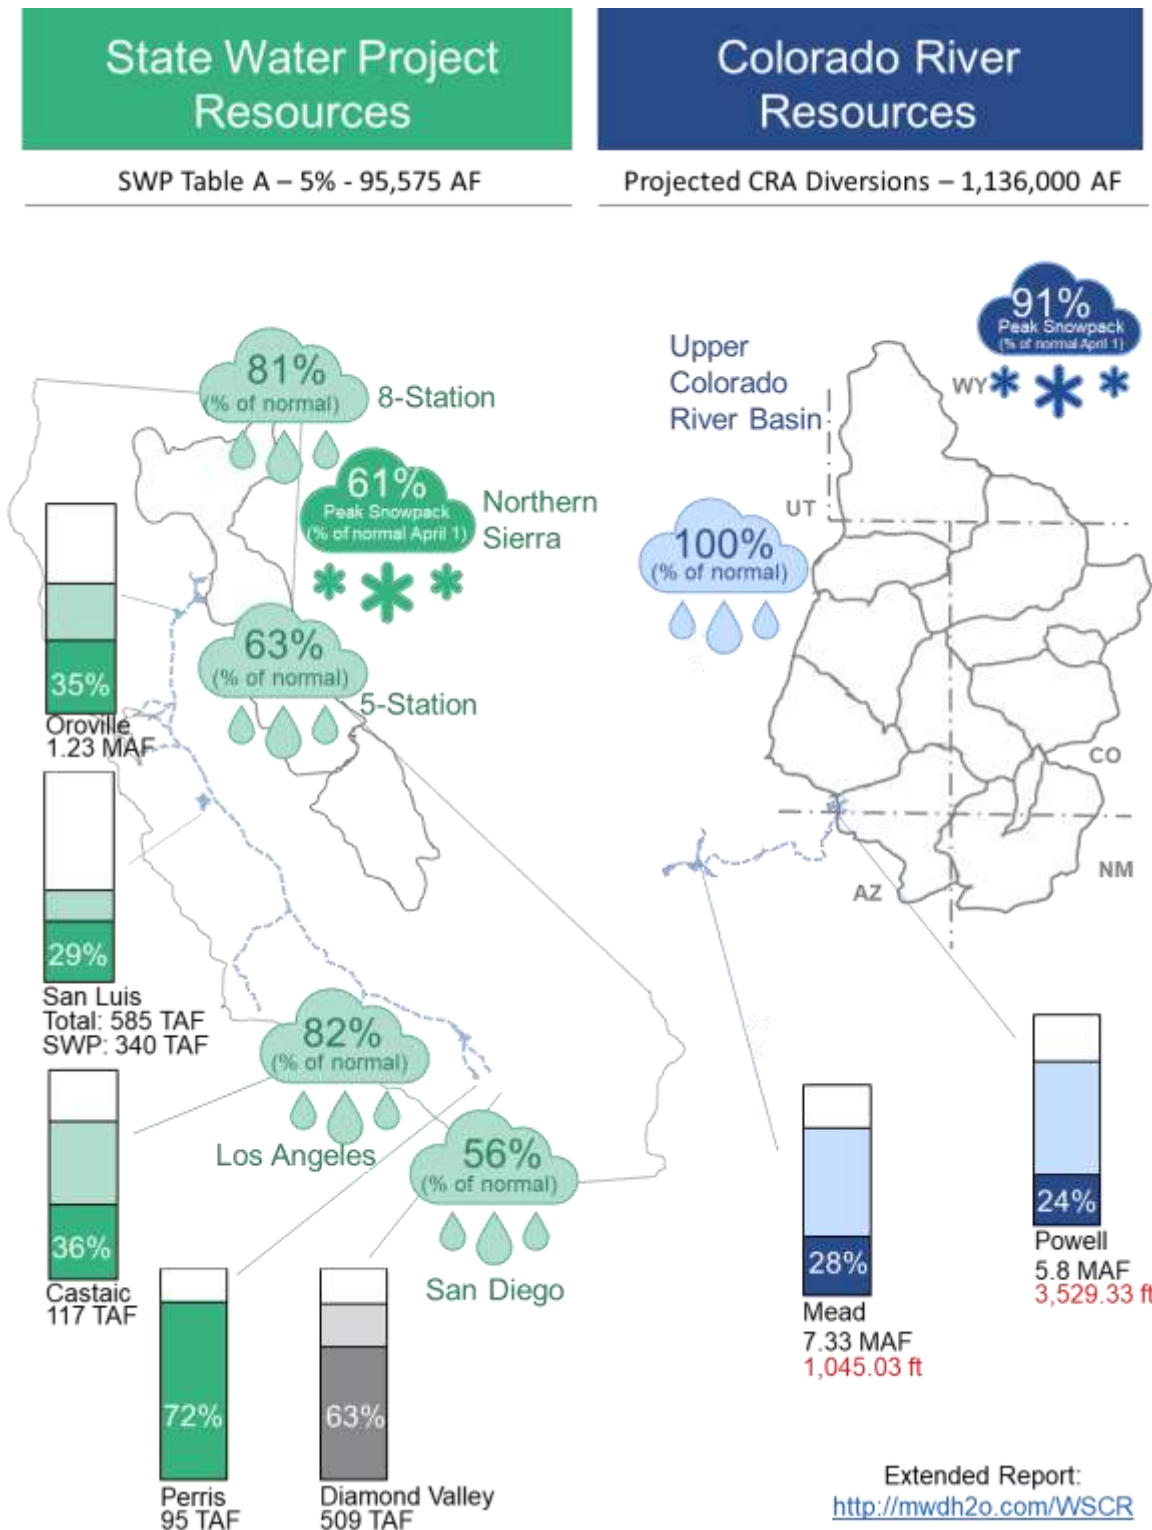 State Water Project
Resources
SWP Table A – 5% - 95,575 AF
Colorado River
Resources
Projected CRA Diversions – 1,136,000 AF
81%
(% of normal)
8-Station
61%
Peak Snowpack
(% of normal April 1)
Northern
Sierra
63%
(% of normal)
5-Station
35%
Oroville
1.23 MAF
29%
San Luis
Total: 585 TAF
SWP: 340 TAF
82%
(% of normal)
Los Angeles
36%
Castaic
117 TAF
56%
(% of normal)
San Diego
72%
Perris
95 TAF
63%
Diamond Valley
509 TAF
Upper
Colorado
River Basin
91%
Peak Snowpack
(% of normal April 1)
WY
UT
100%
(% of normal)
CO
NM
AZ
28%
Mead
7.33 MAF
1,045.03 ft
24%
Powell
5.8 MAF
3,529.33 ft
Extended Report:
http://mwdh2o.com/WSCR